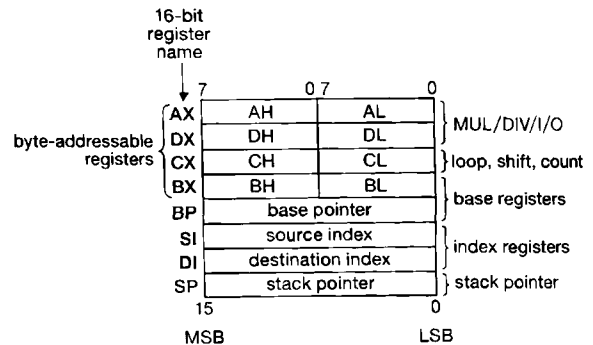 16-bit
register
name
7 0 7 0
AX AH AL
DX DH DL
MUL/DIV/I/O
byte-addressable
registers
CX CH CL loop, shift, count
BX BH BL
base registers
BP base pointer
SI source index
index registers
DI destination index
SP stack pointer stack pointer
15 0
MSB LSB